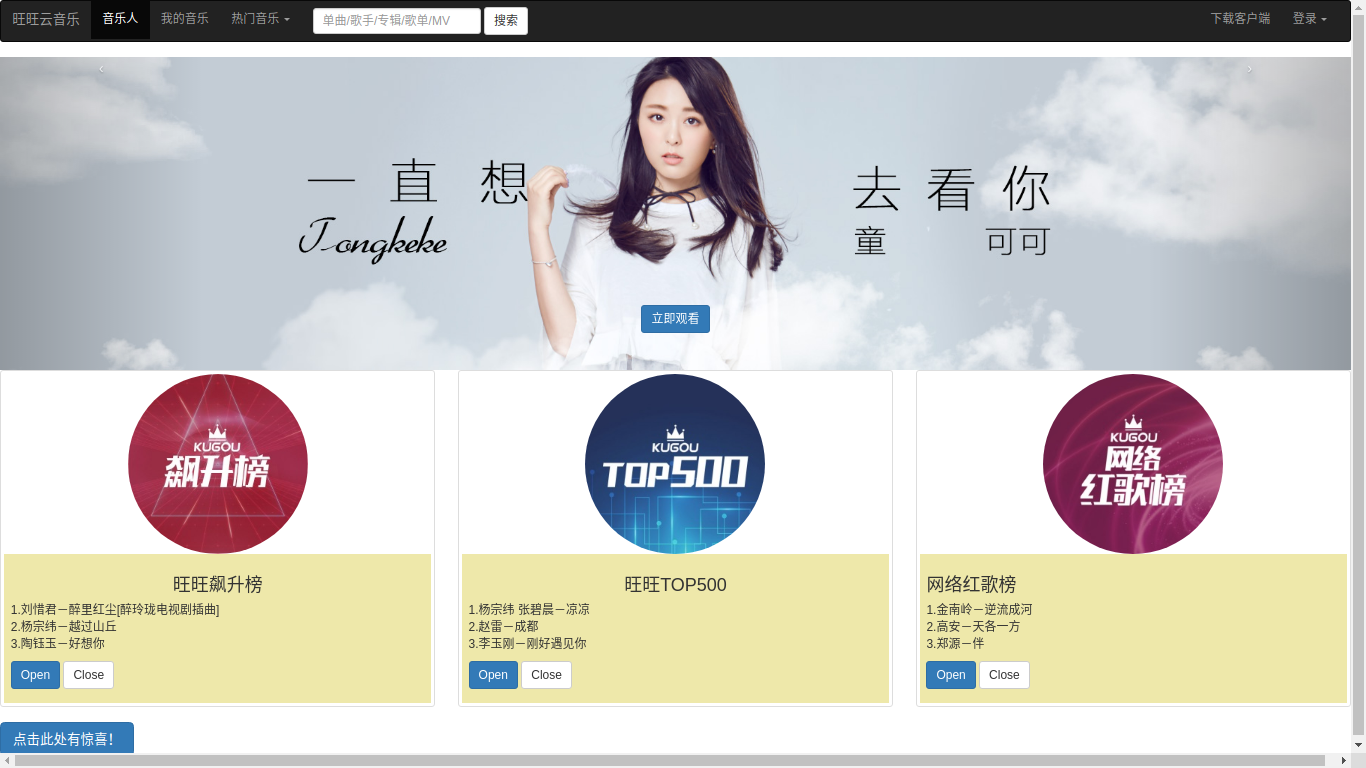 旺旺云音乐 音乐人 我的音乐 热门音乐 单曲/歌手/专辑/歌单/MV 搜索 下载客户端 登录
‹ ›
一直想 去看你
Tongkeke 童 可可
立即观看
KUGOU
飙升榜
KUGOU
TOP500
KUGOU
网络
红歌榜
旺旺飙升榜
1.刘惜君－醉里红尘[醉玲珑电视剧插曲]
2.杨宗纬－越过山丘
3.陶钰玉－好想你
Open Close
旺旺TOP500
1.杨宗纬 张碧晨－凉凉
2.赵雷－成都
3.李玉刚－刚好遇见你
Open Close
网络红歌榜
1.金南岭－逆流成河
2.高安－天各一方
3.郑源－伴
Open Close
点击此处有惊喜！